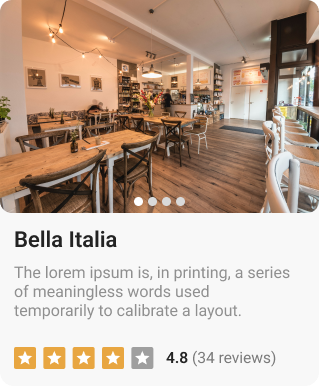 Bella Italia
The lorem ipsum is, in printing, a series
of meaningless words used
temporarily to calibrate a layout.
4.8 (34 reviews)